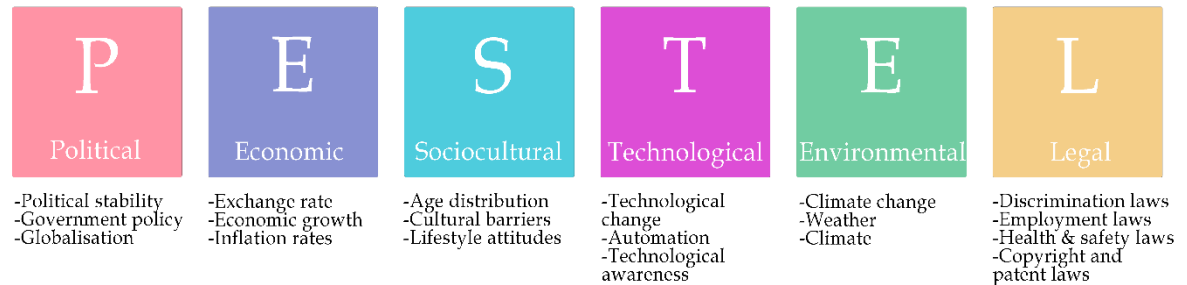 P
Political
-Political stability
-Government policy
-Globalisation
E
Economic
-Exchange rate
-Economic growth
-Inflation rates
S
Sociocultural
-Age distribution
-Cultural barriers
-Lifestyle attitudes
T
Technological
-Technological
change
-Automation
-Technological
awareness
E
Environmental
-Climate change
-Weather
-Climate
L
Legal
-Discrimination laws
-Employment laws
-Health & safety laws
-Copyright and
patent laws